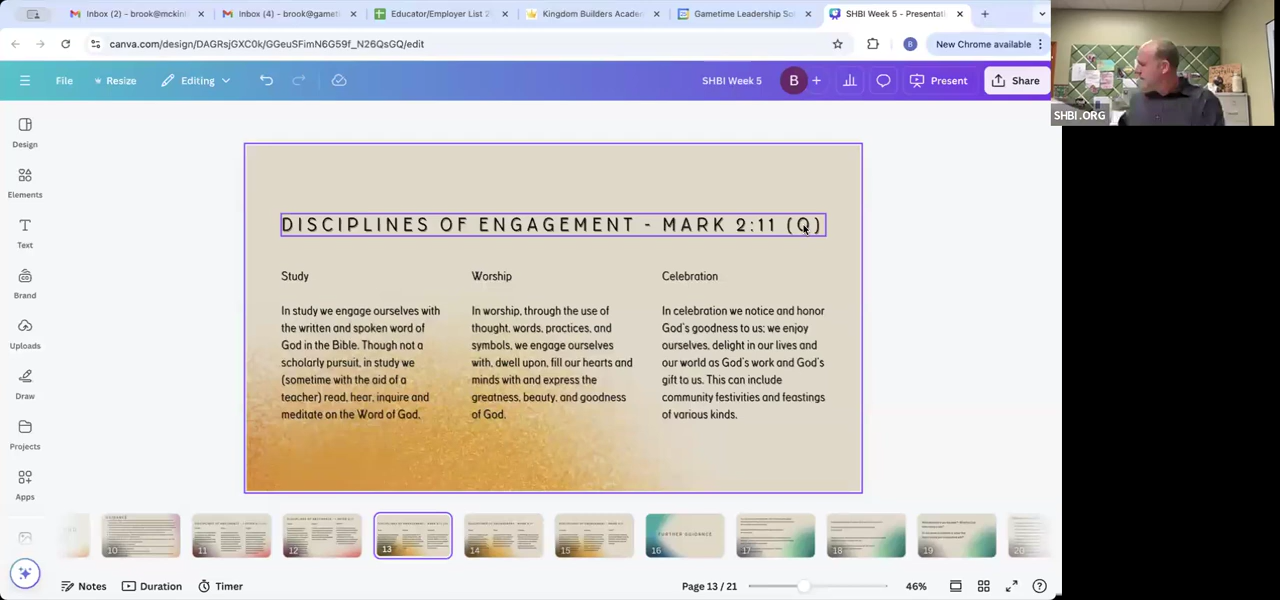 Inbox (2) - brook@mckin
Inbox (4) - brook@gameti
Educator/Employer List 2
Kingdom Builders Acade
Gametime Leadership So
SHBI Week 5 - Presentati
canva.com/design/DAGRsjGXC0k/GGeuSFimN6G59f_N26QsGQ/edit
B
New Chrome available
File
Resize
Editing
SHBI Week 5
B
Present
Share
SHBI.ORG
Design
Elements
Text
Brand
Uploads
Draw
Projects
Apps
DISCIPLINES OF ENGAGEMENT - MARK 2:11 (Q)
Study
In study we engage ourselves with
the written and spoken word of
God in the Bible. Though not a
scholarly pursuit, in study we
(sometime with the aid of a
teacher) read, hear, inquire and
meditate on the Word of God.
Worship
In worship, through the use of
thought, words, practices, and
symbols, we engage ourselves
with, dwell upon, fill our hearts and
minds with and express the
greatness, beauty, and goodness
of God.
Celebration
In celebration we notice and honor
God's goodness to us; we enjoy
ourselves, delight in our lives and
our world as God's work and God's
gift to us. This can include
community festivities and feastings
of various kinds.
10
11
12
13
14
15
FURTHER GUIDANCE
16
17
18
19
20
Notes
Duration
Timer
Page 13 / 21
46%